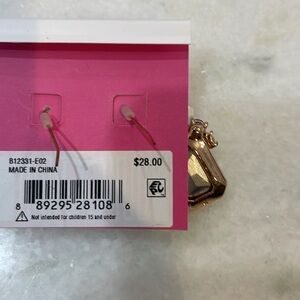 B12331-E02 $28.00
MADE IN CHINA
8 89295 28108 6
Not intended for children 15 and under